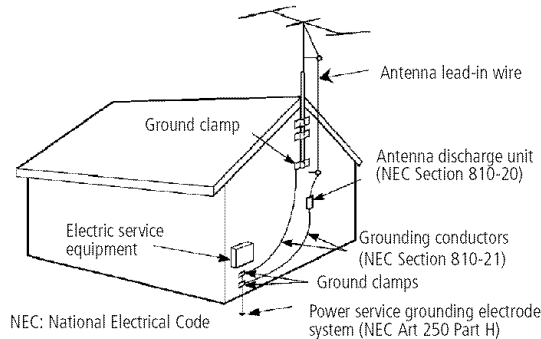 Antenna lead-in wire
Ground clamp
Antenna discharge unit
(NEC Section 810-20)
Electric service
equipment
Grounding conductors
(NEC Section 810-21)
Ground clamps
Power service grounding electrode
system (NEC Art 250 Part H)
NEC: National Electrical Code